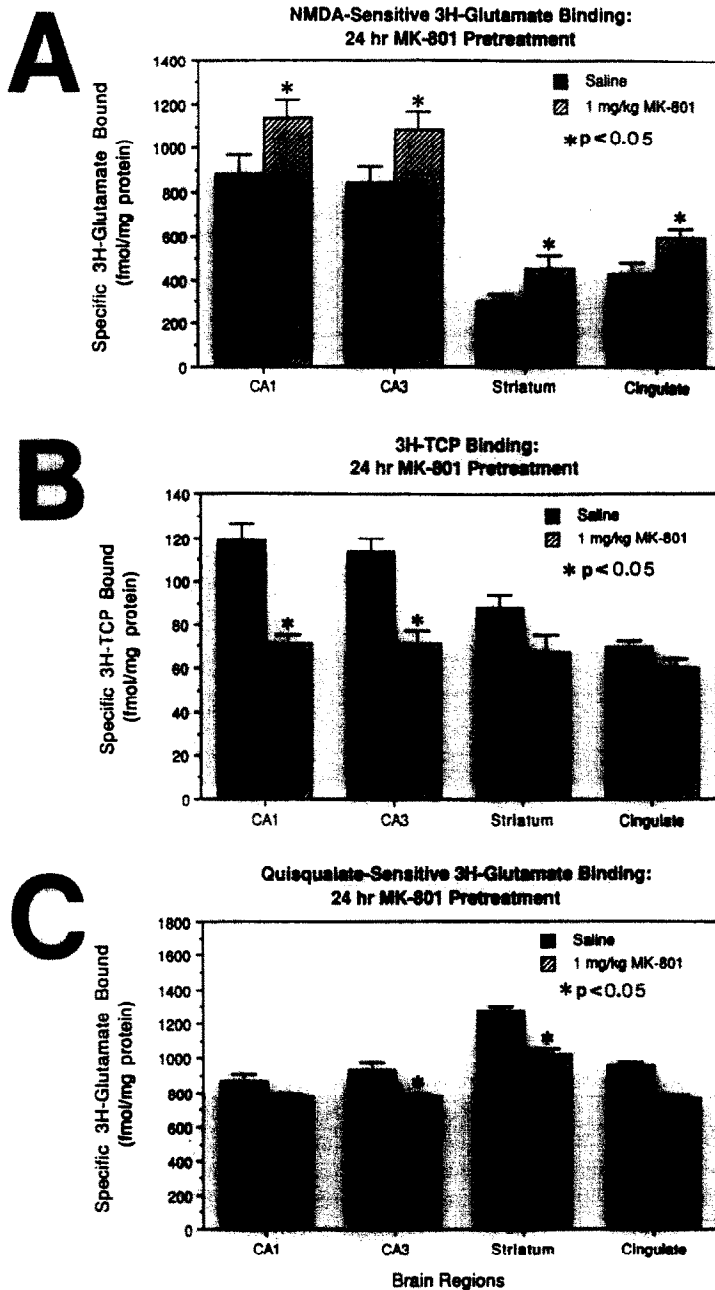 A
NMDA-Sensitive 3H-Glutamate Binding:
24 hr MK-801 Pretreatment
Specific 3H-Glutamate Bound
(fmol/mg protein)
1400
1200
1000
800
600
400
200
0
Saline
1 mg/kg MK-801
*p<0.05
*
*
*
*
CA1
CA3
Striatum
Cingulate
B
3H-TCP Binding:
24 hr MK-801 Pretreatment
Specific 3H-TCP Bound
(fmol/mg protein)
140
120
100
80
60
40
20
0
Saline
1 mg/kg MK-801
* p<0.05
*
*
CA1
CA3
Striatum
Cingulate
C
Quisqualate-Sensitive 3H-Glutamate Binding:
24 hr MK-801 Pretreatment
Specific 3H-Glutamate Bound
(fmol/mg protein)
1800
1600
1400
1200
1000
800
600
400
200
0
Saline
1 mg/kg MK-801
*p<0.05
*
*
CA1
CA3
Striatum
Cingulate
Brain Regions